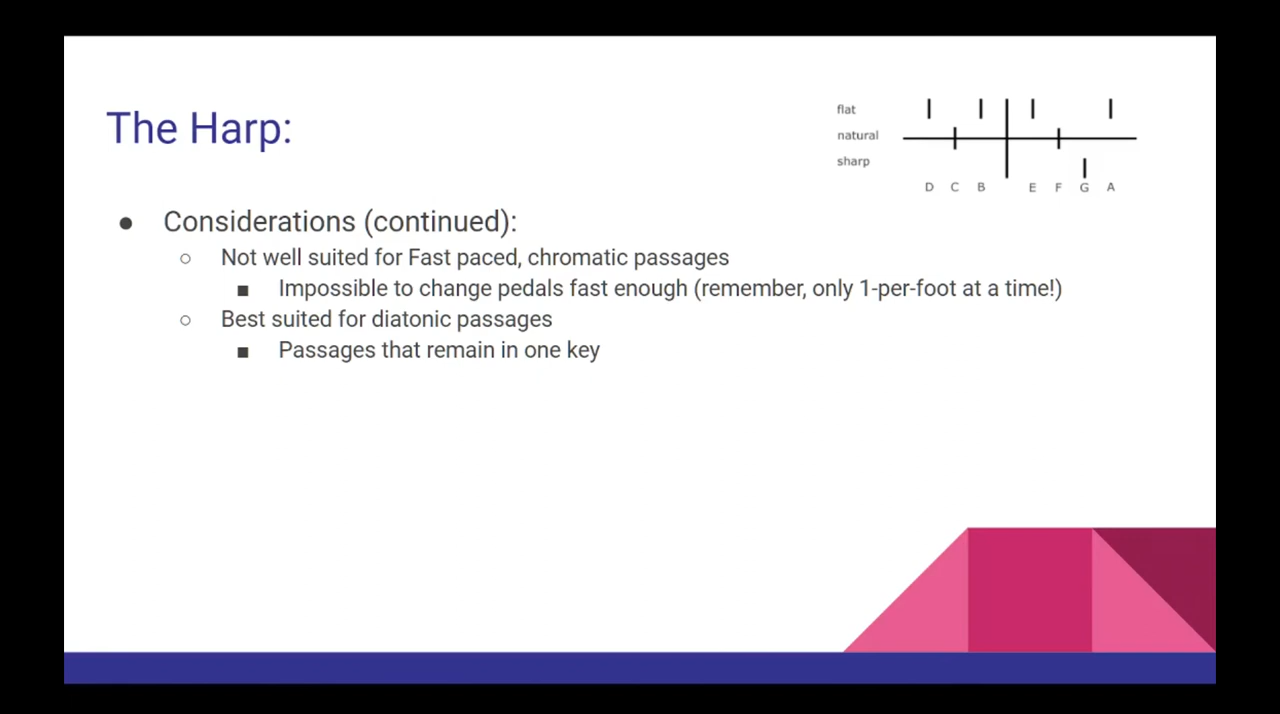 The Harp:
flat
natural
sharp
D C B E F G A
Considerations (continued):
Not well suited for Fast paced, chromatic passages
Impossible to change pedals fast enough (remember, only 1-per-foot at a time!)
Best suited for diatonic passages
Passages that remain in one key